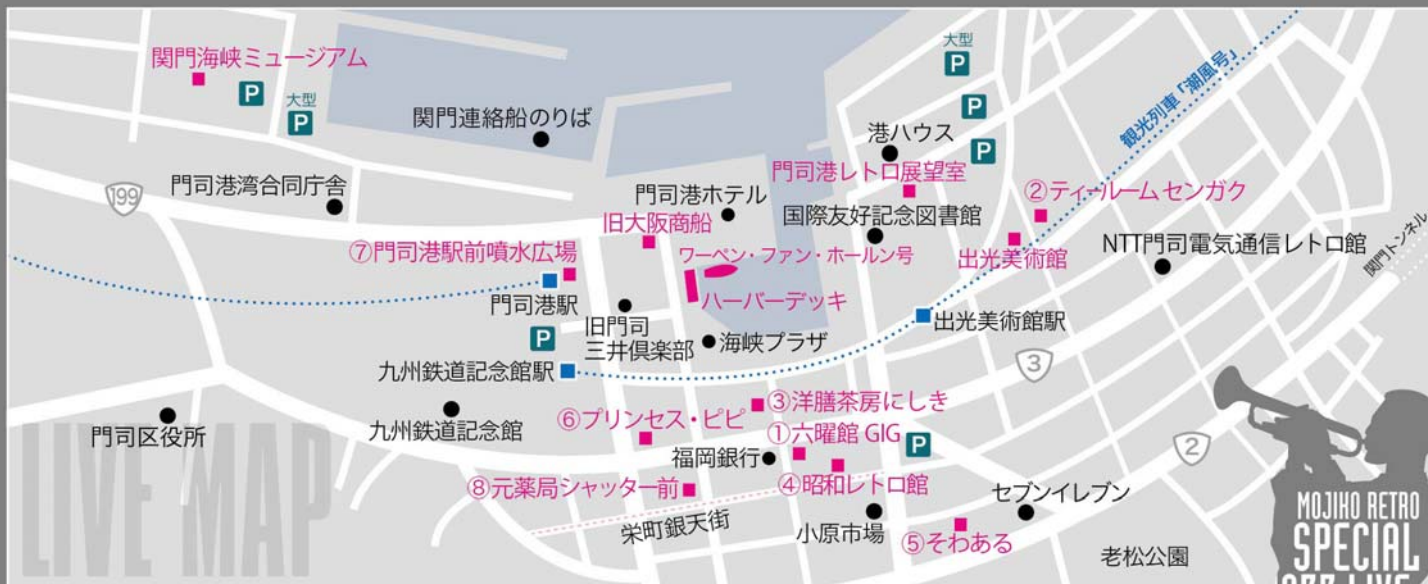 関門海峡ミュージアム
P
大型
P
関門連絡船のりば
大型
P
P
P
観光列車「潮風号」
港ハウス
門司港レトロ展望室
②ティールーム センガク
199
門司港湾合同庁舎
門司港ホテル
国際友好記念図書館
旧大阪商船
出光美術館
NTT門司電気通信レトロ館
関門トンネル
⑦門司港駅前噴水広場
ワーペン・ファン・ホールン号
門司港駅
ハーバーデッキ
旧門司
三井倶楽部
海峡プラザ
出光美術館駅
P
九州鉄道記念館駅
3
③洋膳茶房にしき
門司区役所
九州鉄道記念館
⑥プリンセス・ピピ
①六曜館 GIG
P
2
福岡銀行
④昭和レトロ館
⑧元薬局シャッター前
栄町銀天街
小原市場
セブンイレブン
⑤そわある
老松公園
LIVE MAP
MOJIKO RETRO
SPECIAL